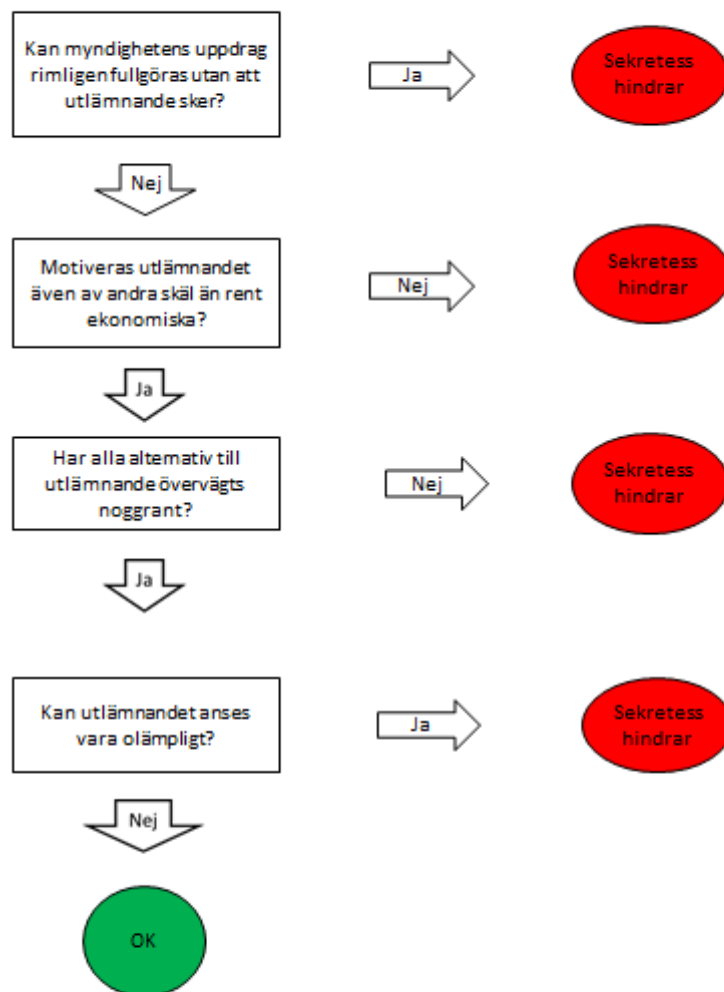 Kan myndighetens uppdrag
rimligen fullgöras utan att
utlämnande sker?
Ja
Sekretess
hindrar
Nej
Motiveras utlämnandet
även av andra skäl än rent
ekonomiska?
Nej
Sekretess
hindrar
Ja
Har alla alternativ till
utlämnande övervägts
noggrant?
Nej
Sekretess
hindrar
Ja
Kan utlämnandet anses
vara olämpligt?
Ja
Sekretess
hindrar
Nej
OK